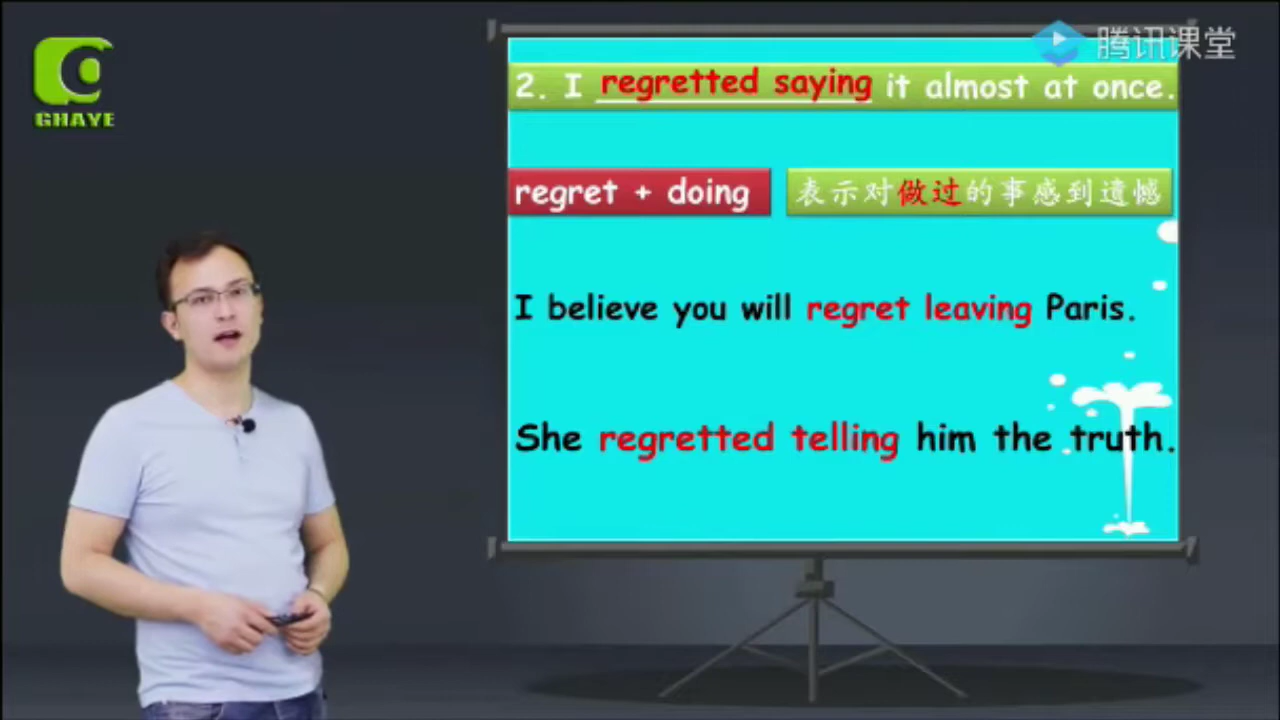 GHAYE
腾讯课堂
2. I regretted saying it almost at once.
regret + doing
表示对做过的事感到遗憾
I believe you will regret leaving Paris.
She regretted telling him the truth.